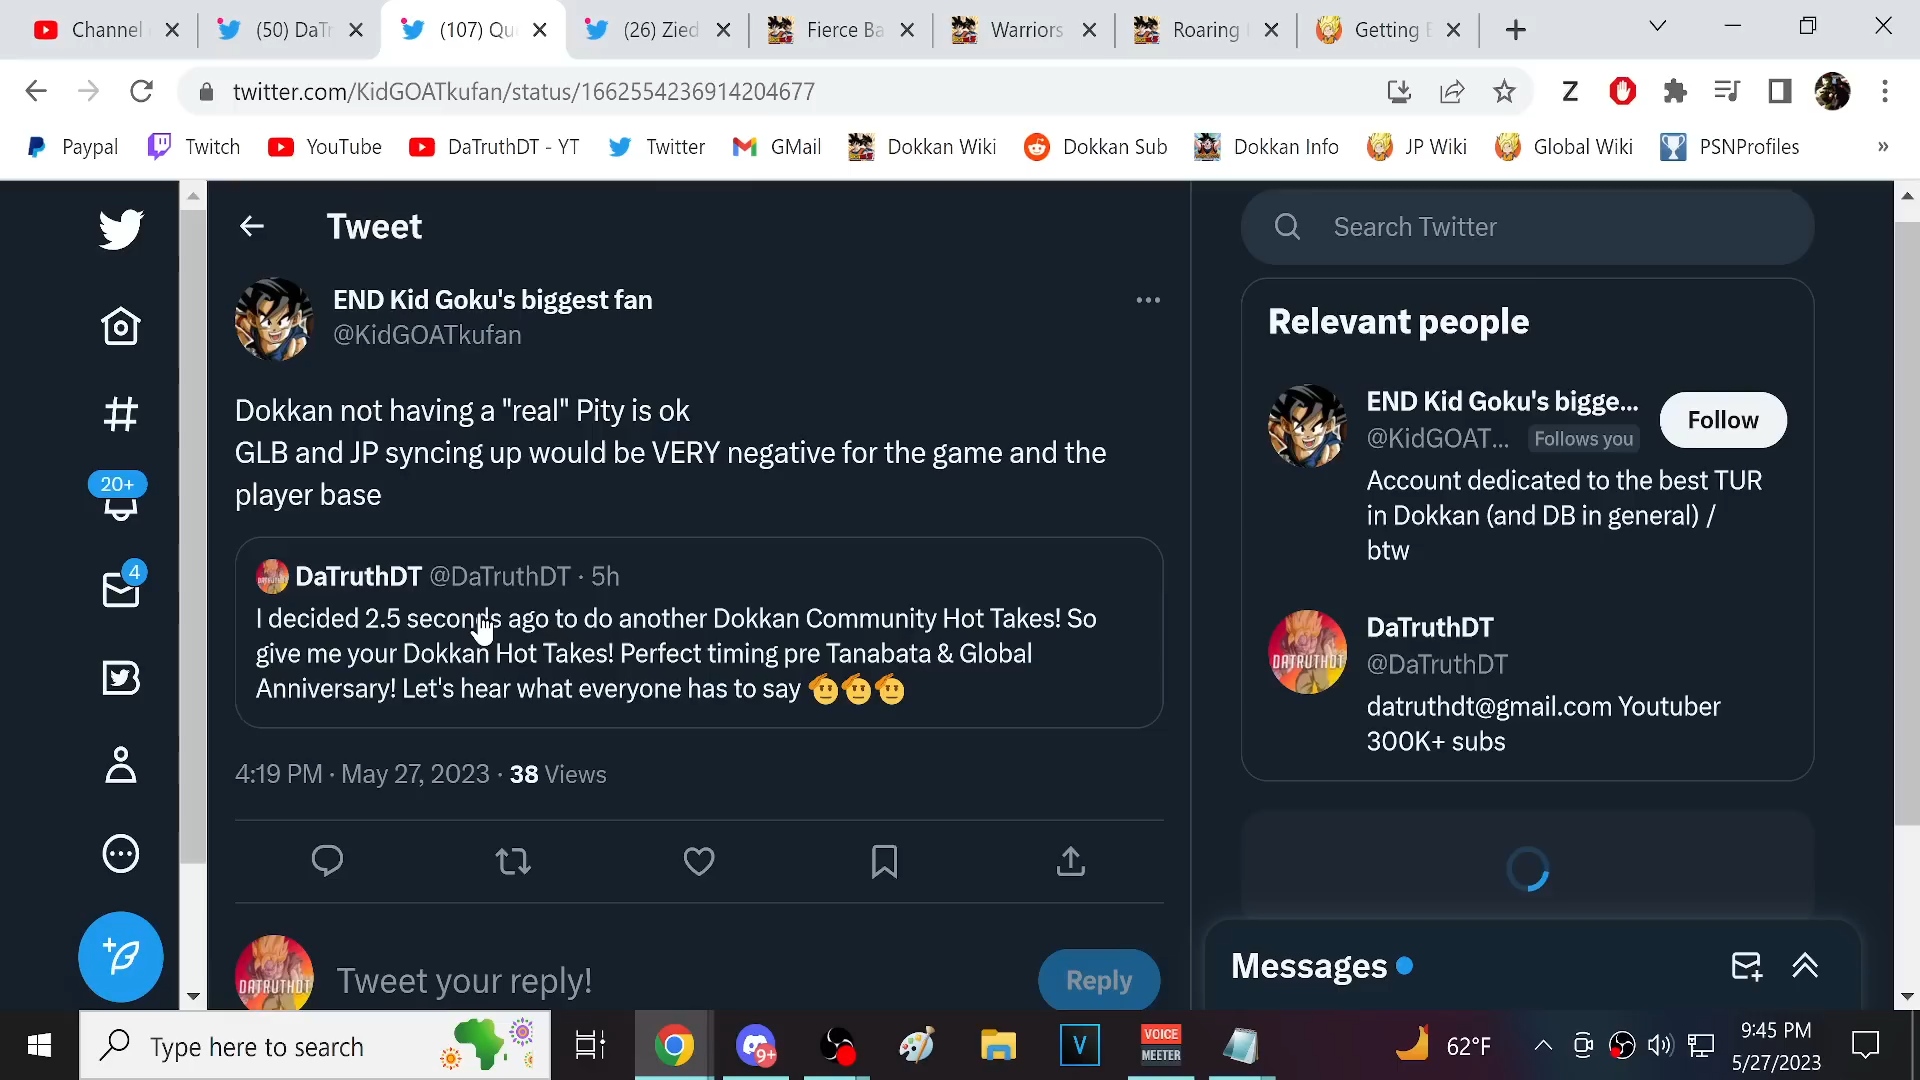 Channel
(50) DaTr
(107) Qu
(26) Zied
Fierce Ba
Warriors
Roaring
Getting
twitter.com/KidGOATkufan/status/1662554236914204677
Z
Paypal
Twitch
YouTube
DaTruthDT - YT
Twitter
GMail
Dokkan Wiki
Dokkan Sub
Dokkan Info
JP Wiki
Global Wiki
PSNProfiles
»
Tweet
END Kid Goku's biggest fan
@KidGOATkufan
Dokkan not having a "real" Pity is ok
GLB and JP syncing up would be VERY negative for the game and the
player base
DaTruthDT @DaTruthDT · 5h
I decided 2.5 seconds ago to do another Dokkan Community Hot Takes! So
give me your Dokkan Hot Takes! Perfect timing pre Tanabata & Global
Anniversary! Let's hear what everyone has to say 🫡🫡🫡
4:19 PM · May 27, 2023 · 38 Views
DATRUTHDT
Tweet your reply!
Reply
20+
4
Search Twitter
Relevant people
END Kid Goku's bigge...
@KidGOAT... Follows you
Follow
Account dedicated to the best TUR
in Dokkan (and DB in general) /
btw
DATRUTHDT
DaTruthDT
@DaTruthDT
datruthdt@gmail.com Youtuber
300K+ subs
Messages
Type here to search
9+
V
VOICE
MEETER
62°F
9:45 PM
5/27/2023